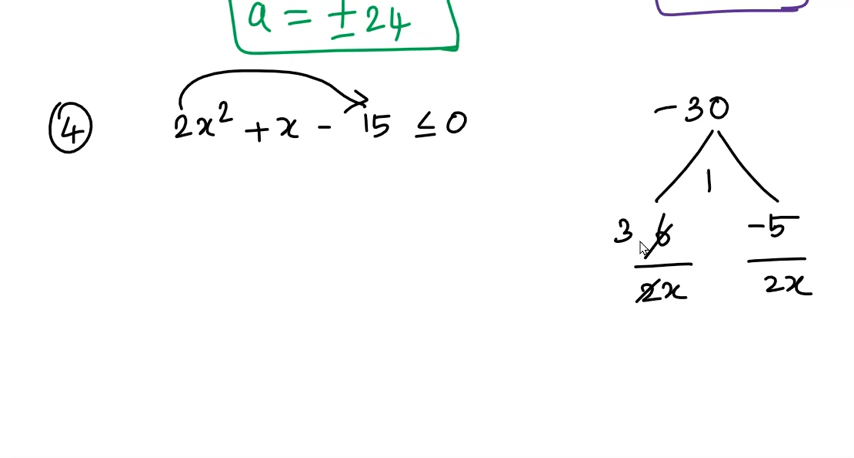 a = ±24
④ 2x² + x - 15 ≤ 0
-30
1
3 6 -5
2x 2x